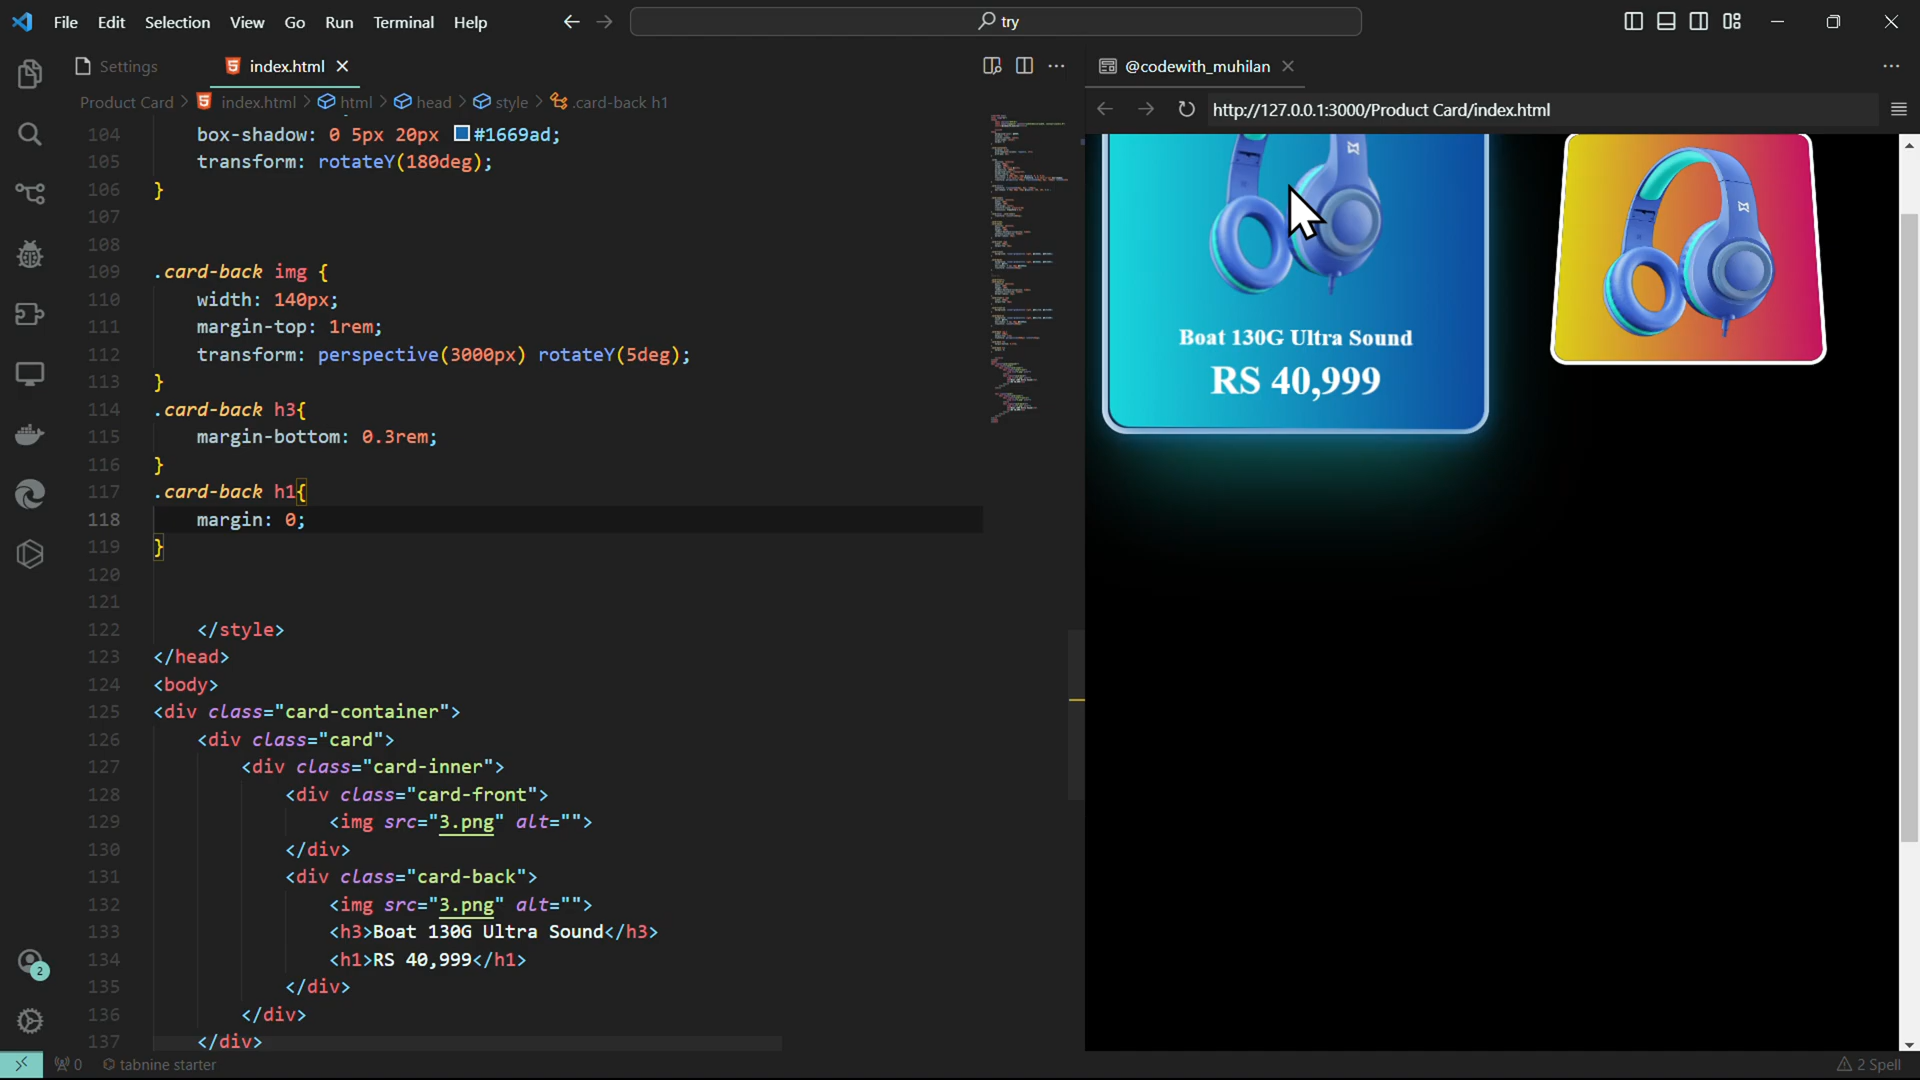 File Edit Selection View Go Run Terminal Help
try
Settings
index.html
Product Card > index.html > html > head > style > .card-back h1
104 box-shadow: 0 5px 20px #1669ad;
105 transform: rotateY(180deg);
106 }
107
108
109 .card-back img {
110 width: 140px;
111 margin-top: 1rem;
112 transform: perspective(3000px) rotateY(5deg);
113 }
114 .card-back h3{
115 margin-bottom: 0.3rem;
116 }
117 .card-back h1{
118 margin: 0;
119 }
120
121
122 </style>
123 </head>
124 <body>
125 <div class="card-container">
126 <div class="card">
127 <div class="card-inner">
128 <div class="card-front">
129 <img src="3.png" alt="">
130 </div>
131 <div class="card-back">
132 <img src="3.png" alt="">
133 <h3>Boat 130G Ultra Sound</h3>
134 <h1>RS 40,999</h1>
135 </div>
136 </div>
137 </div>
2
0 tabnine starter
@codewith_muhilan
http://127.0.0.1:3000/Product Card/index.html
Boat 130G Ultra Sound
RS 40,999
2 Spell